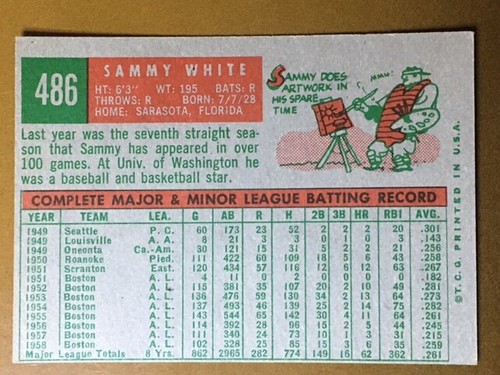 486
SAMMY WHITE
HT: 6'3" WT: 195 BATS: R
THROWS: R BORN: 7/7/28
HOME: SARASOTA, FLORIDA
SAMMY DOES
ARTWORK IN
HIS SPARE
TIME
Last year was the seventh straight sea-
son that Sammy has appeared in over
100 games. At Univ. of Washington he
was a baseball and basketball star.
COMPLETE MAJOR & MINOR LEAGUE BATTING RECORD
YEAR TEAM LEA. G AB R H 2B 3B HR RBI AVG.
1949 Seattle P. C. 60 173 23 52 2 2 2 20 .301
1949 Louisville A. A. 8 21 3 3 .143
1949 Oneonta Ca.-Am. 30 121 15 31 5 2 2 21 .256
1950 Roanoke Pied. 111 422 60 109 18 5 6 43 .258
1951 Scranton East. 120 434 57 116 12 6 12 63 .267
1951 Boston A. L. 4 11 0 2 0 0 0 0 .182
1952 Boston A. L. 115 381 35 107 20 2 10 49 .281
1953 Boston A. L. 136 476 59 130 34 2 13 64 .273
1954 Boston A. L. 137 493 46 139 25 2 14 75 .282
1955 Boston A. L. 143 544 65 142 30 4 11 64 .261
1956 Boston A. L. 114 392 28 96 15 2 5 44 .245
1957 Boston A. L. 111 340 24 73 10 1 3 31 .215
1958 Boston A. L. 102 328 25 85 15 3 6 35 .259
Major League Totals 8 Yrs. 862 2965 282 774 149 16 62 362 .261
© T.C.G. PRINTED IN U.S.A.